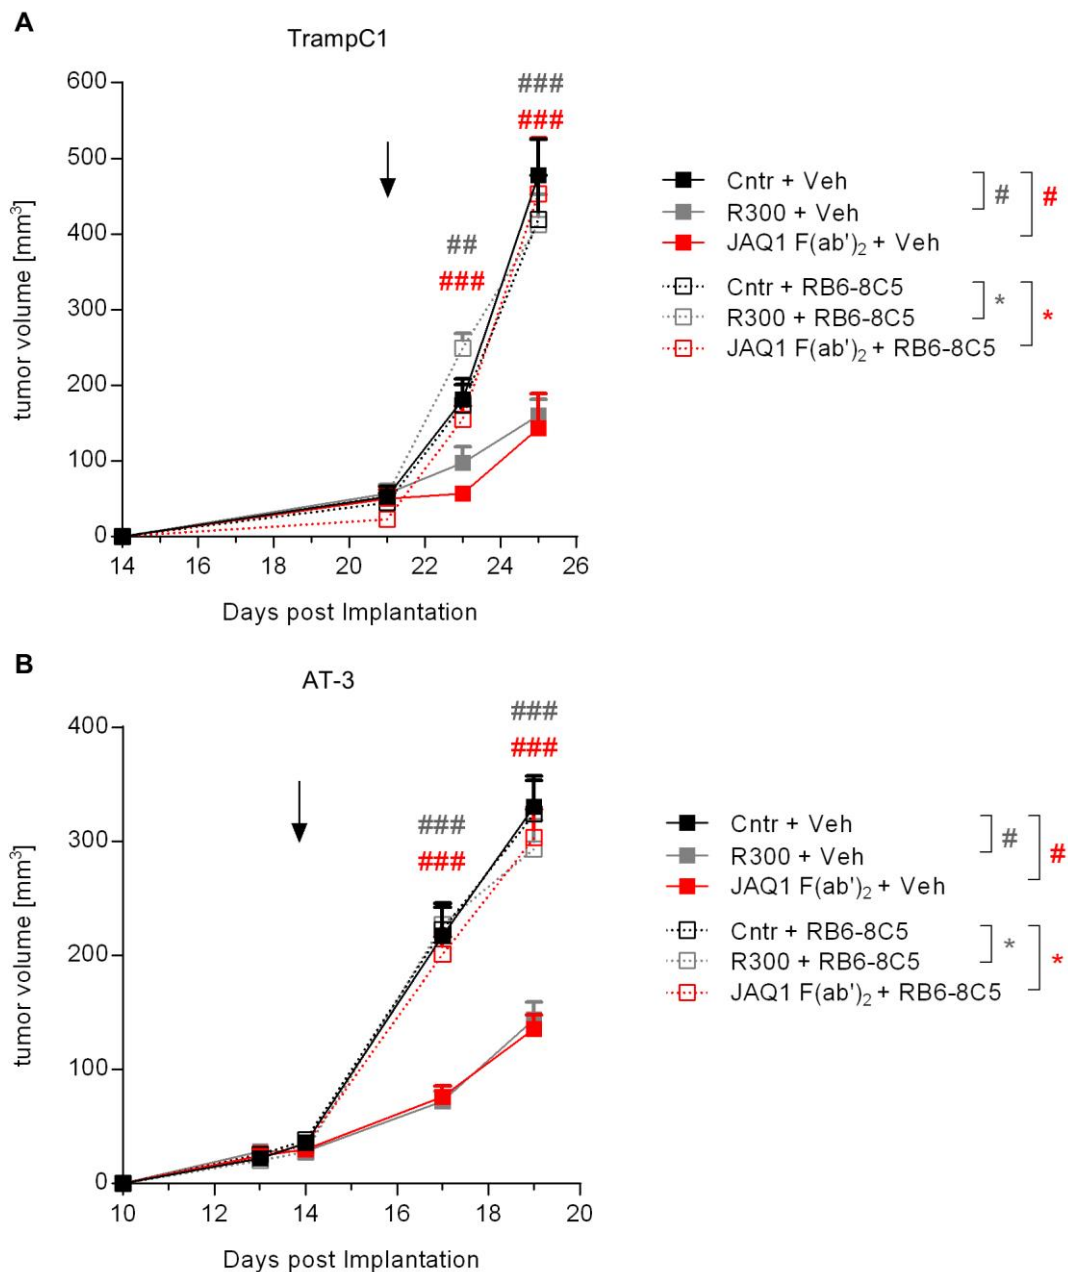 A
TrampC1
600
500
400
300
200
100
0
tumor volume [mm³]
###
###
##
###
14 16 18 20 22 24 26
Days post Implantation
Cntr + Veh
R300 + Veh
JAQ1 F(ab')₂ + Veh
# #
Cntr + RB6-8C5
R300 + RB6-8C5
JAQ1 F(ab')₂ + RB6-8C5
* *
B
AT-3
400
300
200
100
0
tumor volume [mm³]
###
###
###
###
10 12 14 16 18 20
Days post Implantation
Cntr + Veh
R300 + Veh
JAQ1 F(ab')₂ + Veh
# #
Cntr + RB6-8C5
R300 + RB6-8C5
JAQ1 F(ab')₂ + RB6-8C5
* *